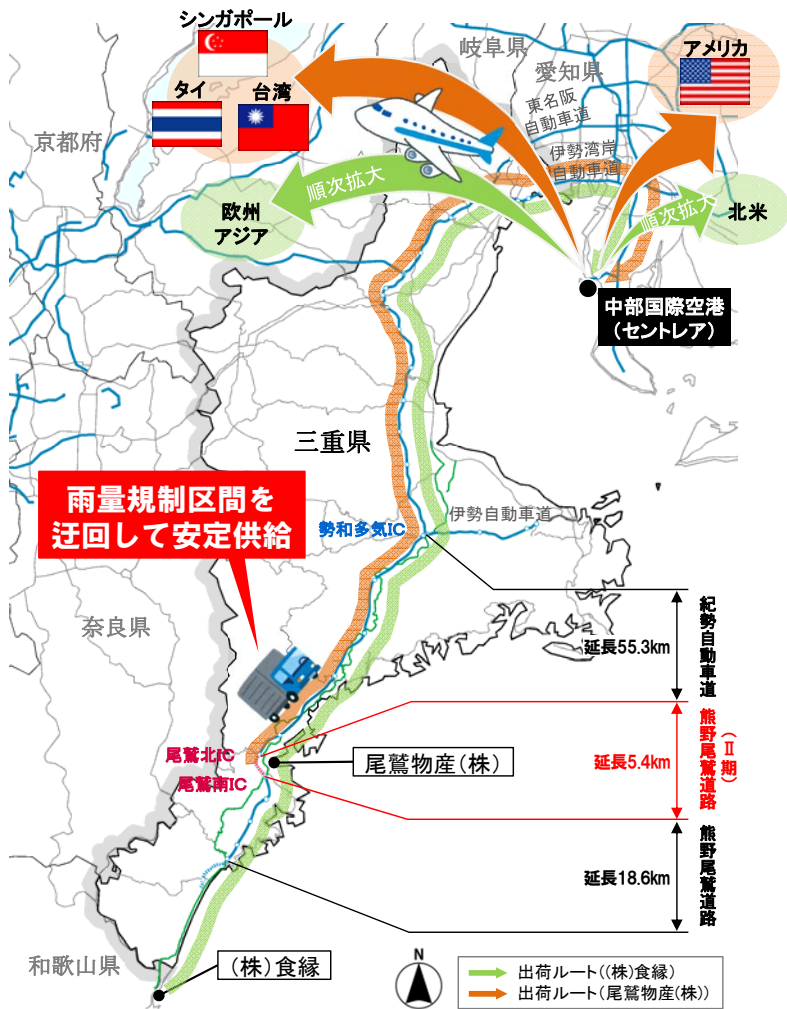 シンガポール
タイ
台湾
アメリカ
岐阜県
愛知県
東名阪
自動車道
伊勢湾岸
自動車道
京都府
順次拡大
欧州
アジア
順次拡大
北米
中部国際空港
(セントレア)
三重県
雨量規制区間を
迂回して安定供給
勢和多気IC
伊勢自動車道
奈良県
延長55.3km
紀勢自動車道
尾鷲北IC
尾鷲南IC
尾鷲物産(株)
延長5.4km
熊野尾鷲道路
(Ⅱ期)
延長18.6km
熊野尾鷲道路
和歌山県
(株)食縁
N
出荷ルート((株)食縁)
出荷ルート(尾鷲物産(株))